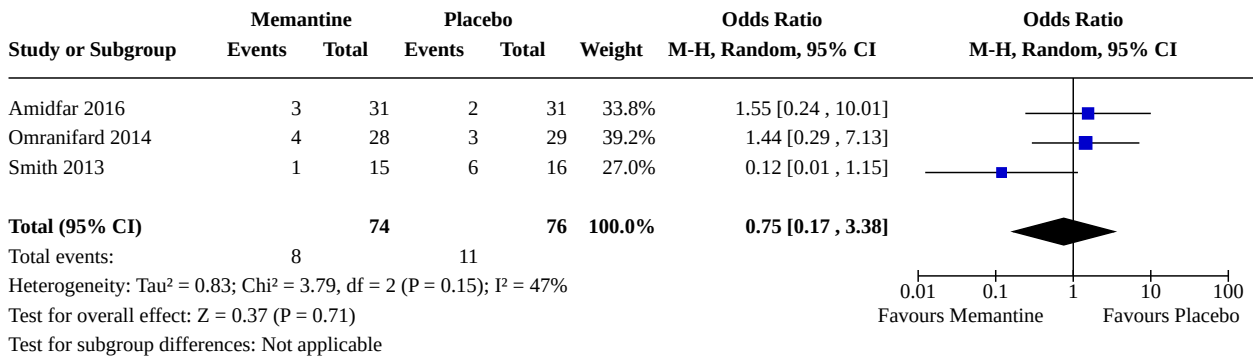 Memantine Placebo Odds Ratio Odds Ratio
Study or Subgroup Events Total Events Total Weight M-H, Random, 95% CI M-H, Random, 95% CI
Amidfar 2016 3 31 2 31 33.8% 1.55 [0.24 , 10.01]
Omranifard 2014 4 28 3 29 39.2% 1.44 [0.29 , 7.13]
Smith 2013 1 15 6 16 27.0% 0.12 [0.01 , 1.15]
Total (95% CI) 74 76 100.0% 0.75 [0.17 , 3.38]
Total events: 8 11
Heterogeneity: Tau² = 0.83; Chi² = 3.79, df = 2 (P = 0.15); I² = 47%
Test for overall effect: Z = 0.37 (P = 0.71)
Test for subgroup differences: Not applicable
0.01 0.1 1 10 100
Favours Memantine Favours Placebo